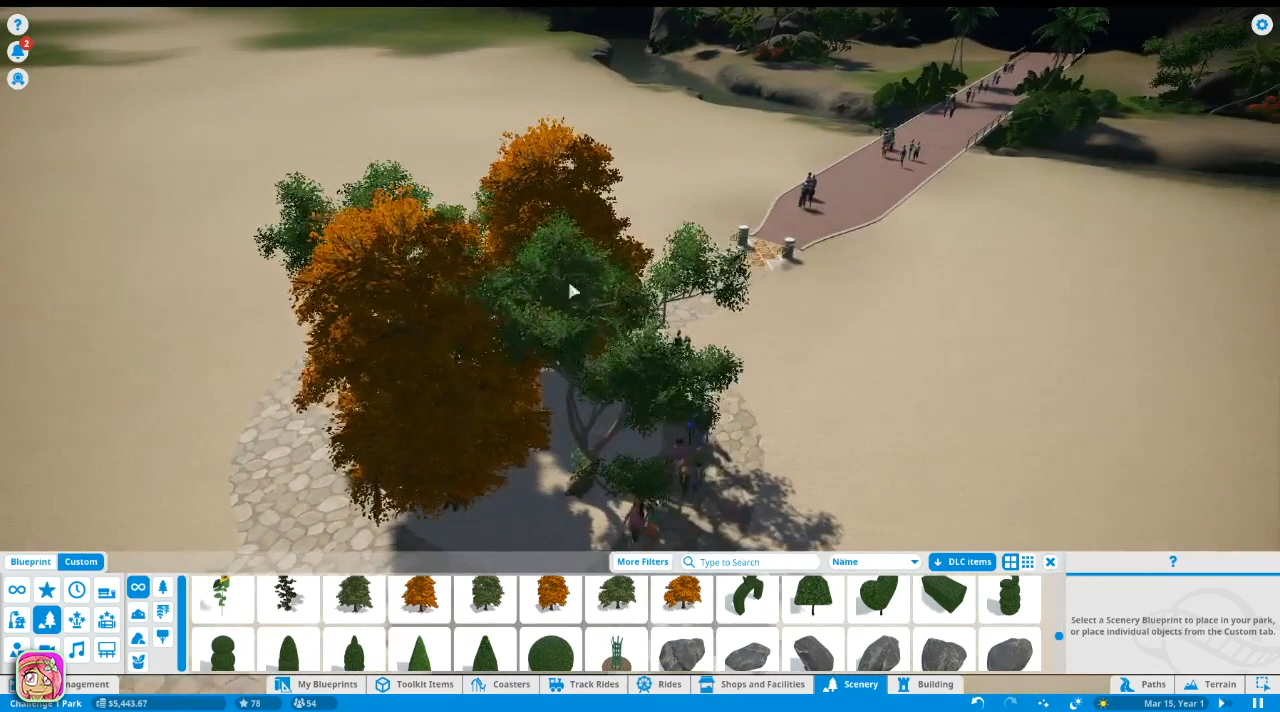 ?
2
Blueprint Custom
More Filters Type to Search Name DLC items
?
Select a Scenery Blueprint to place in your park,
or place individual objects from the Custom tab.
My Blueprints Toolkit Items Coasters Track Rides Rides Shops and Facilities Scenery Building Paths Terrain
1 Park $5,443.67 78 54 Mar 15, Year 1